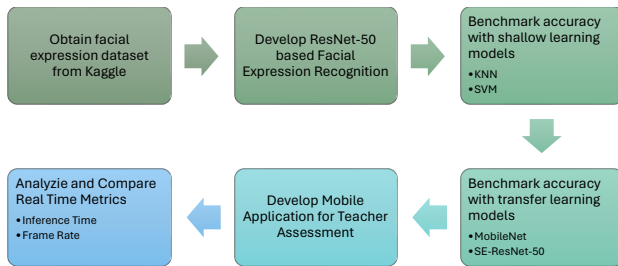 Obtain facial
expression dataset
from Kaggle
Develop ResNet-50
based Facial
Expression Recognition
Benchmark accuracy
with shallow learning
models
•KNN
•SVM
Benchmark accuracy
with transfer learning
models
•MobileNet
•SE-ResNet-50
Develop Mobile
Application for Teacher
Assessment
Analyzie and Compare
Real Time Metrics
•Inference Time
•Frame Rate